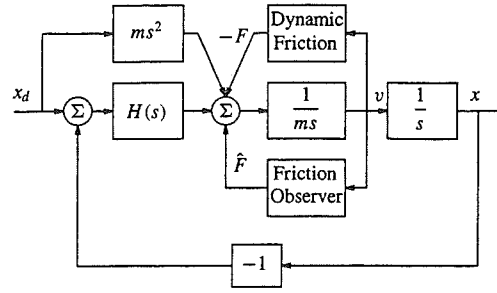 ms²
−F
Dynamic
Friction
x_d
Σ
H(s)
Σ
1
ms
v
1
s
x
F̂
Friction
Observer
−1